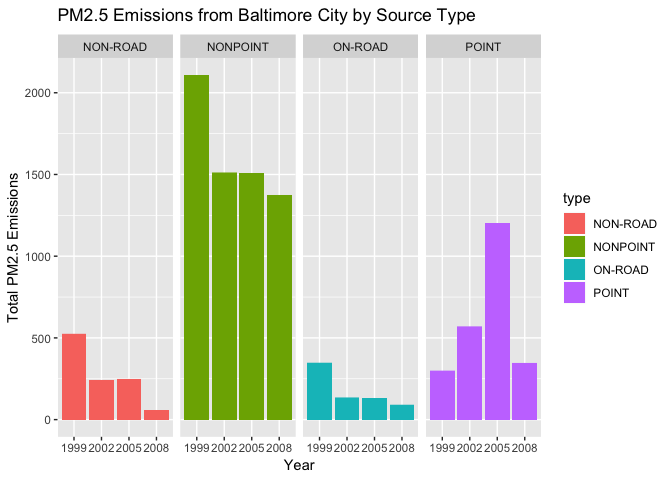 PM2.5 Emissions from Baltimore City by Source Type
NON-ROAD NONPOINT ON-ROAD POINT
2000
1500
1000
500
0
Total PM2.5 Emissions
1999 2002 2005 2008 1999 2002 2005 2008 1999 2002 2005 2008 1999 2002 2005 2008
Year
type
NON-ROAD
NONPOINT
ON-ROAD
POINT